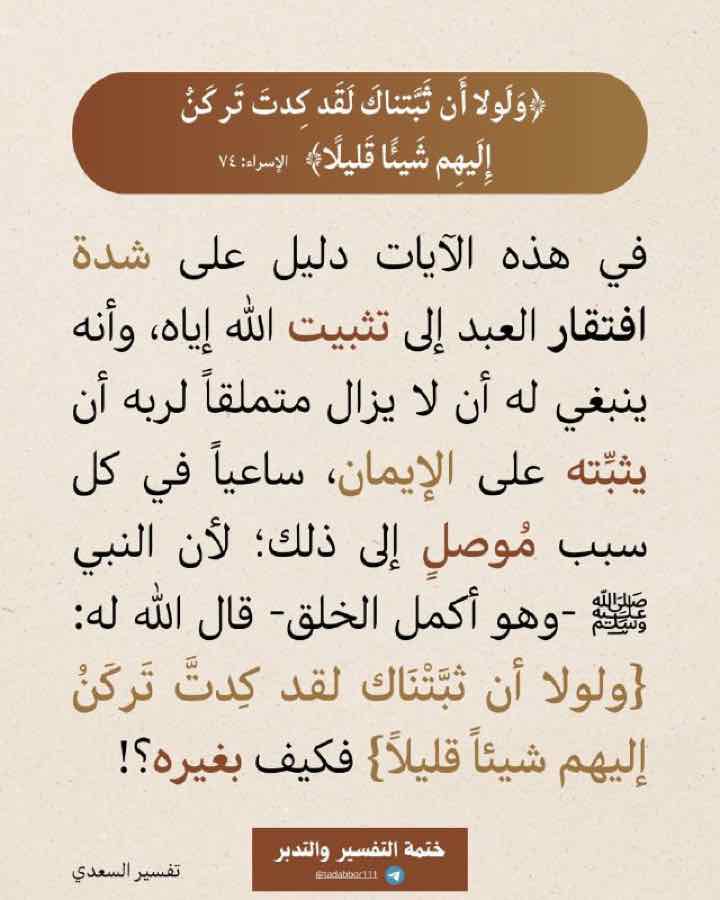 ﴿وَلَولا أَن ثَبَّتناكَ لَقَد كِدتَ تَركَنُ
إِلَيهِم شَيئًا قَليلًا﴾ الإسراء: ٧٤
في هذه الآيات دليل على شدة
افتقار العبد إلى تثبيت الله إياه، وأنه
ينبغي له أن لا يزال متملقاً لربه أن
يثبِّته على الإيمان، ساعياً في كل
سبب مُوصلٍ إلى ذلك؛ لأن النبي
ﷺ -وهو أكمل الخلق- قال الله له:
{ولولا أن ثبَّتْنَاك لقد كِدتَّ تَركَنُ
إليهم شيئاً قليلاً} فكيف بغيره؟!
ختمة التفسير والتدبر
@tadabbor111
تفسير السعدي